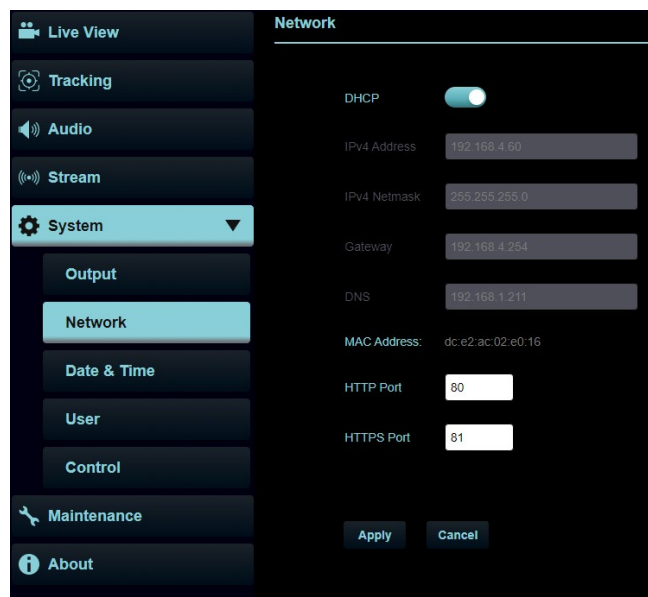 Live View
Tracking
Audio
Stream
System
Output
Network
Date & Time
User
Control
Maintenance
About
Network
DHCP
IPv4 Address 192.168.4.60
IPv4 Netmask 255.255.255.0
Gateway 192.168.4.254
DNS 192.168.1.211
MAC Address: dc:e2:ac:02:e0:16
HTTP Port 80
HTTPS Port 81
Apply Cancel